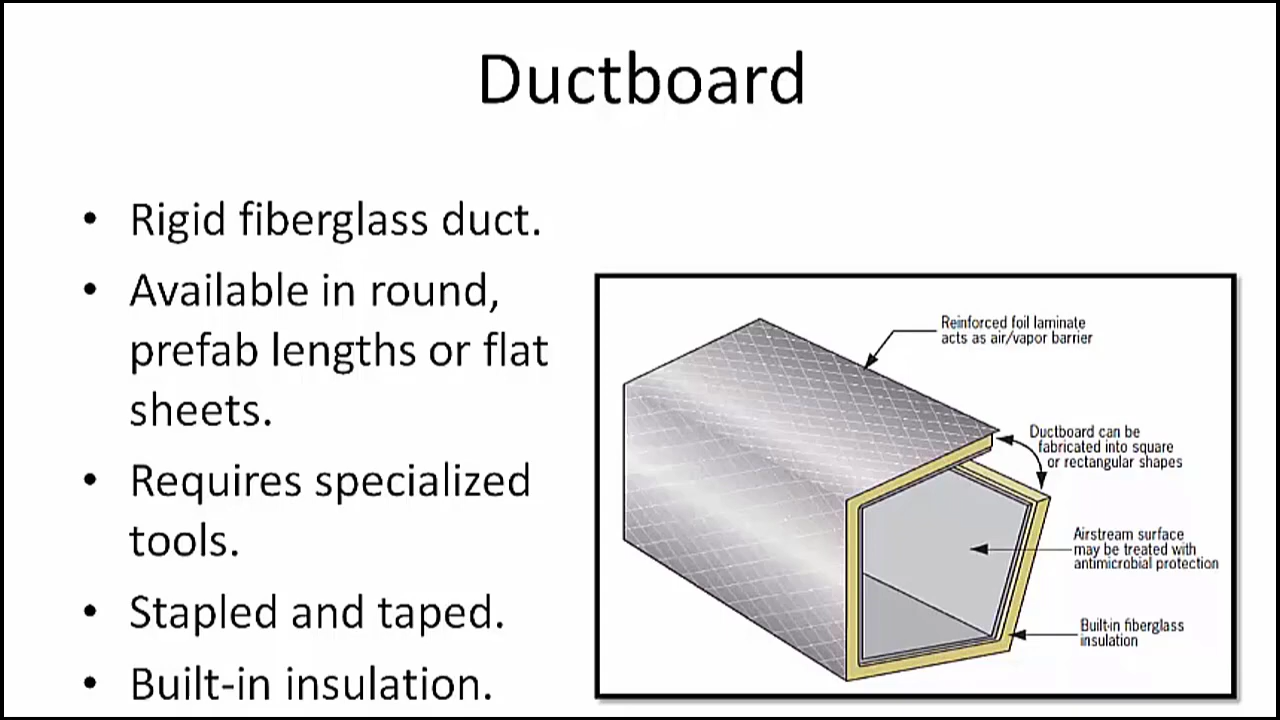 Ductboard
• Rigid fiberglass duct.
• Available in round,
prefab lengths or flat
sheets.
• Requires specialized
tools.
• Stapled and taped.
• Built-in insulation.
Reinforced foil laminate
acts as air/vapor barrier
Ductboard can be
fabricated into square
or rectangular shapes
Airstream surface
may be treated with
antimicrobial protection
Built-in fiberglass
insulation